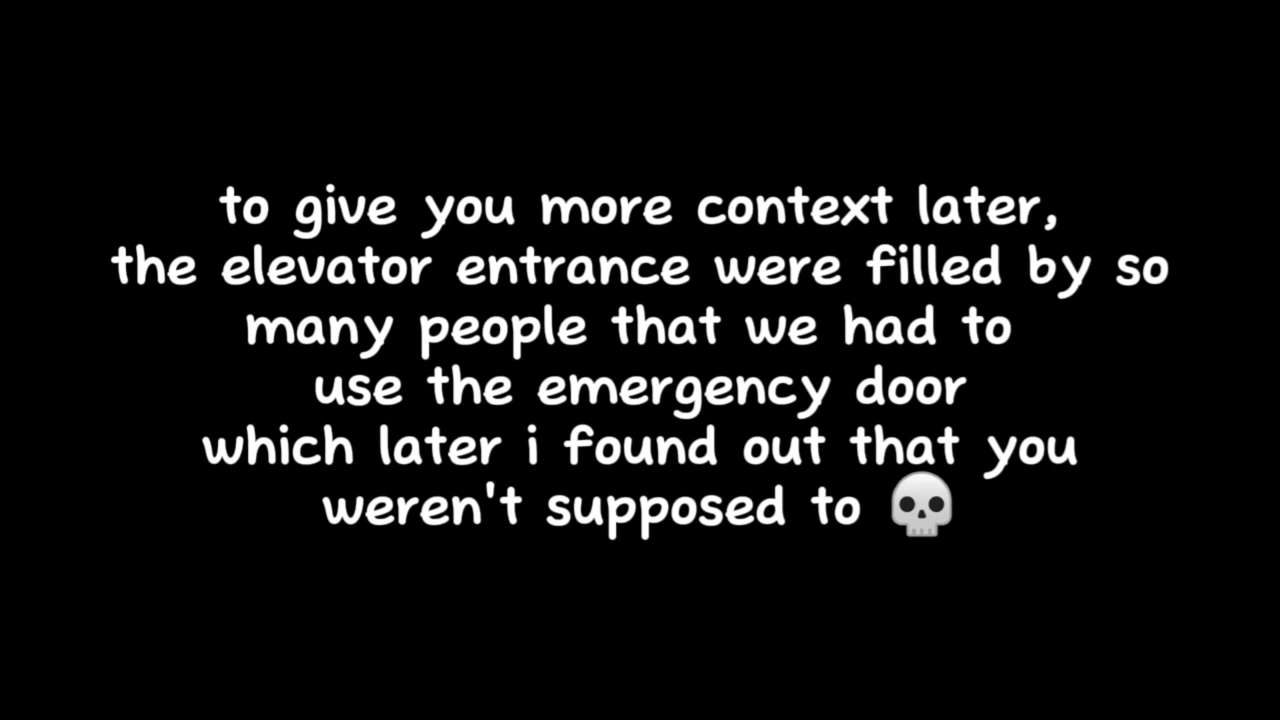 to give you more context later,
the elevator entrance were filled by so
many people that we had to
use the emergency door
which later i found out that you
weren't supposed to 💀